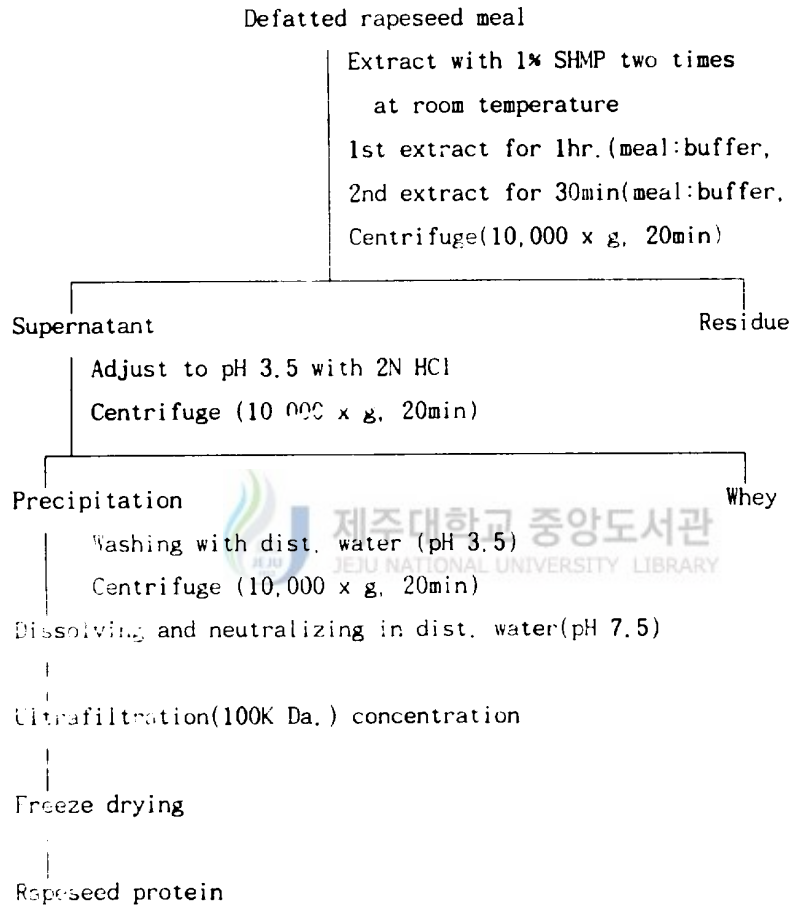 Defatted rapeseed meal
Extract with 1% SHMP two times
at room temperature
1st extract for 1hr.(meal:buffer,
2nd extract for 30min(meal:buffer,
Centrifuge(10,000 x g, 20min)
Supernatant
Residue
Adjust to pH 3.5 with 2N HCl
Centrifuge (10 000 x g, 20min)
Precipitation
Whey
제주대학교 중앙도서관
JEJU NATIONAL UNIVERSITY LIBRARY
JEJU
Washing with dist. water (pH 3.5)
Centrifuge (10,000 x g, 20min)
Dissolving and neutralizing in dist. water(pH 7.5)
Ultrafiltration(100K Da.) concentration
Freeze drying
Rapeseed protein